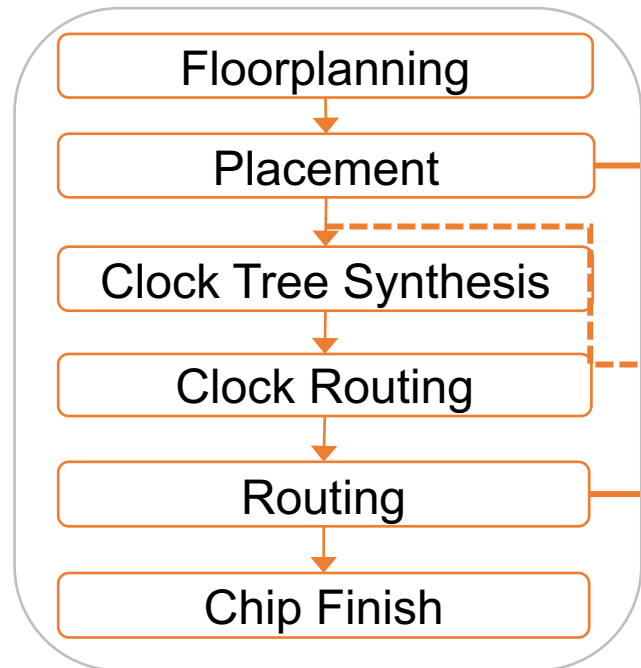 Floorplanning
Placement
Clock Tree Synthesis
Clock Routing
Routing
Chip Finish